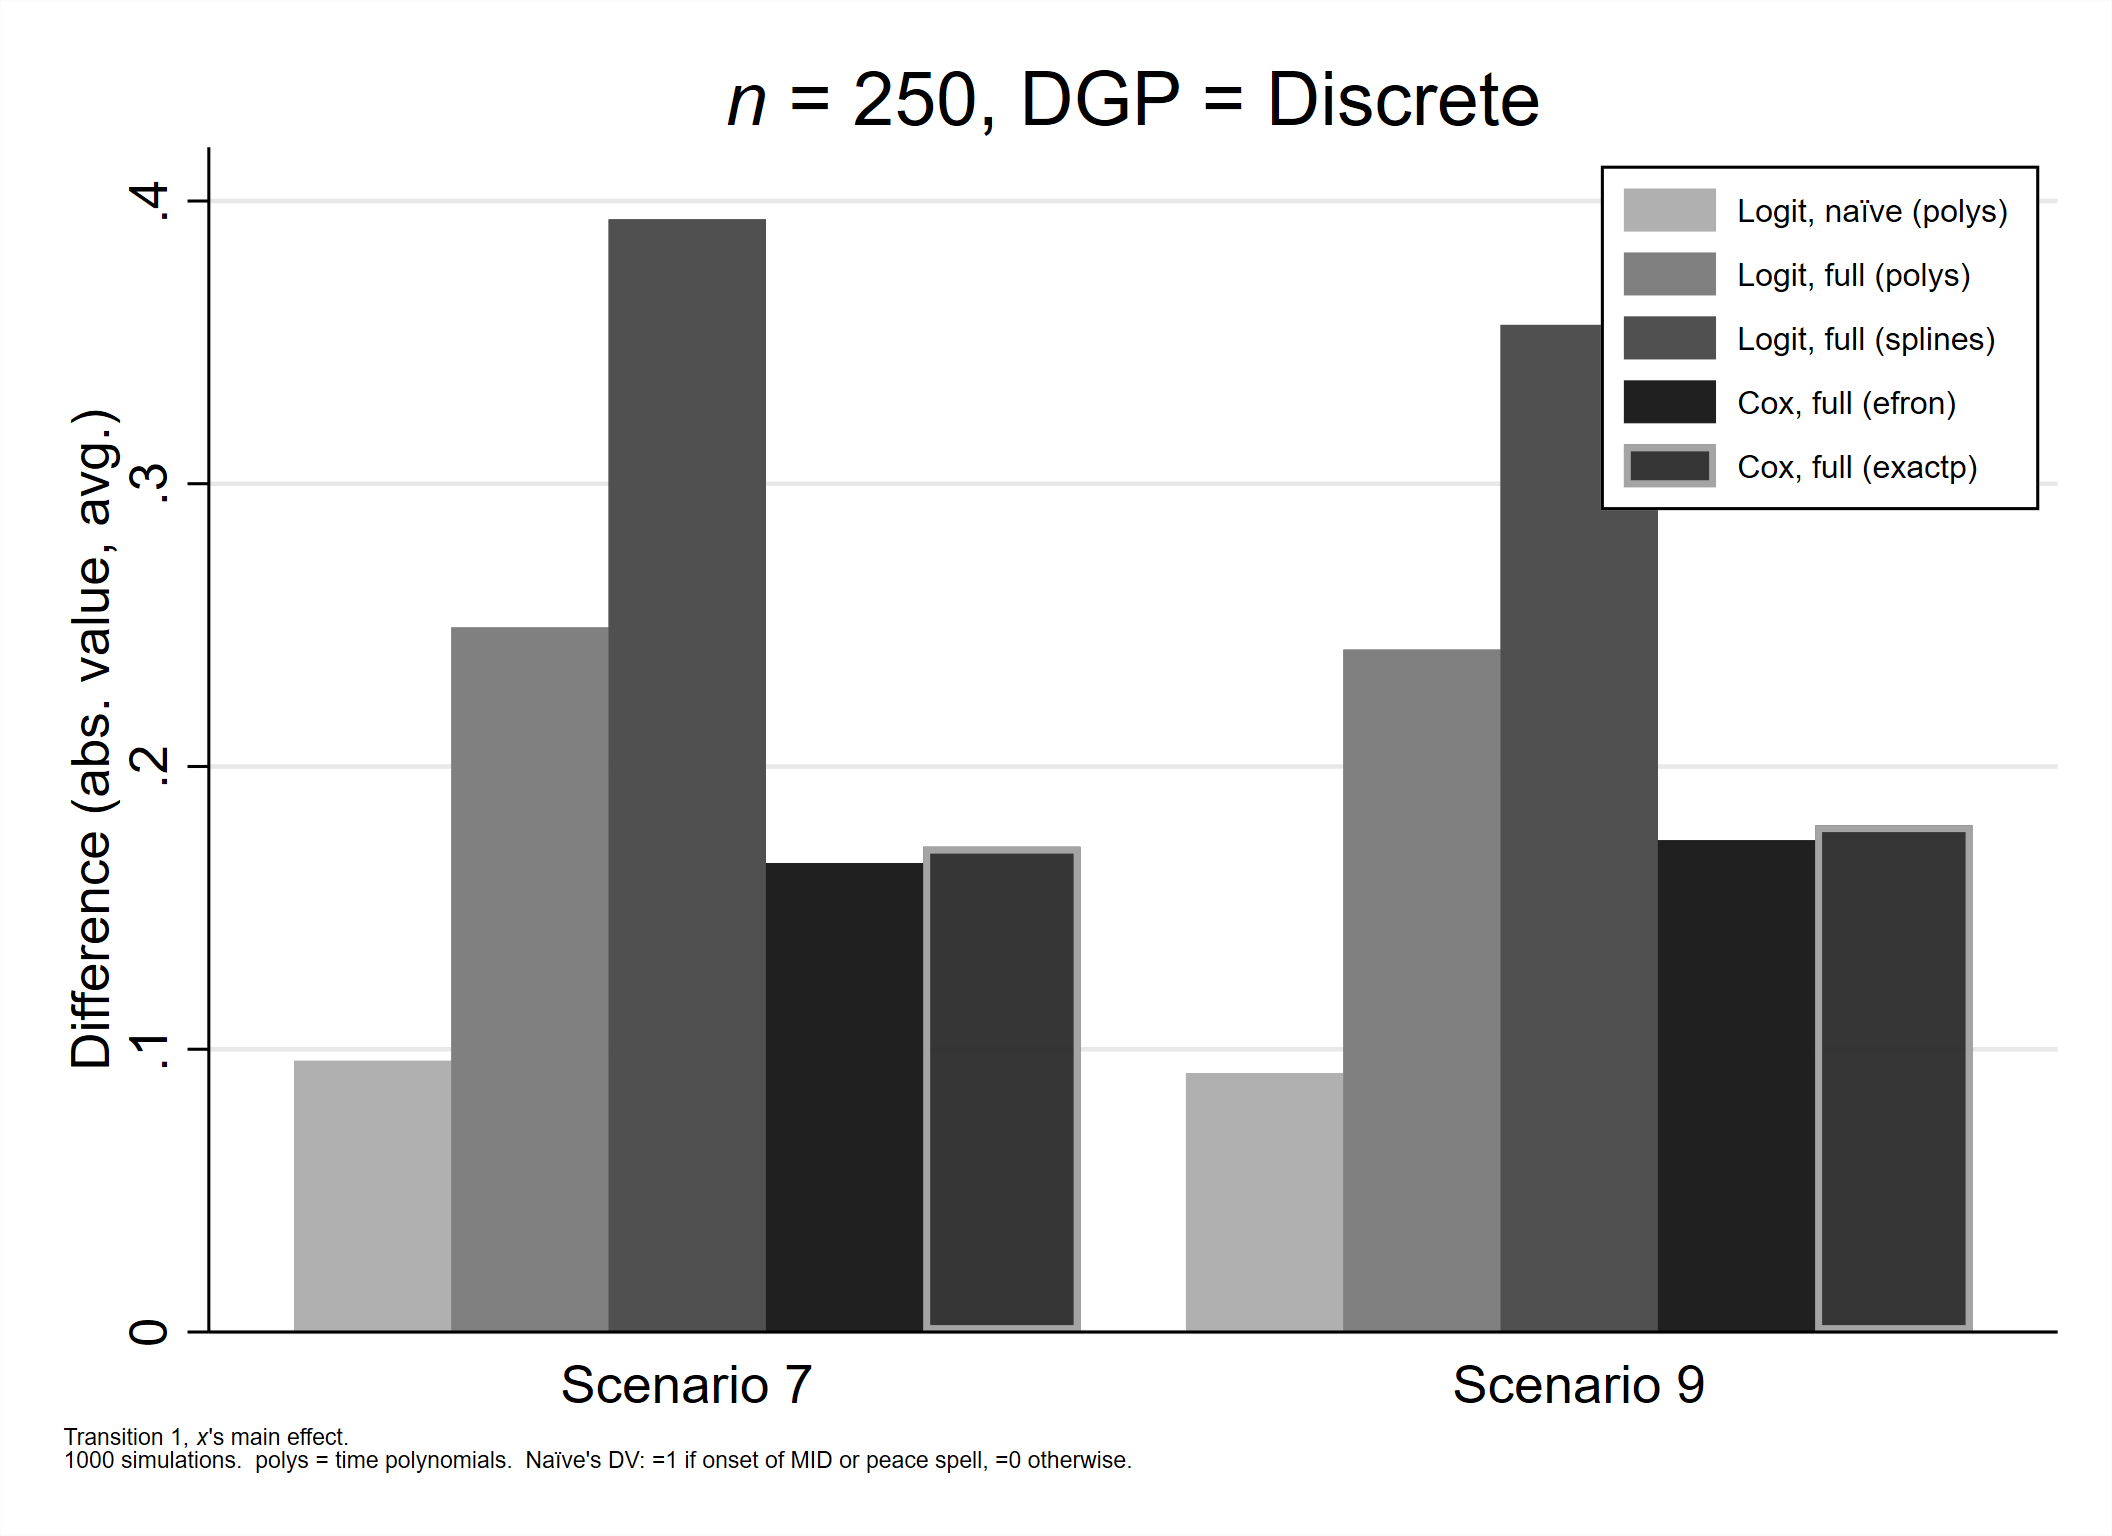 n = 250, DGP = Discrete
Difference (abs. value, avg.)
.4
.3
.2
.1
0
Logit, naïve (polys)
Logit, full (polys)
Logit, full (splines)
Cox, full (efron)
Cox, full (exactp)
Scenario 7
Scenario 9
Transition 1, x's main effect.
1000 simulations.  polys = time polynomials.  Naïve's DV: =1 if onset of MID or peace spell, =0 otherwise.